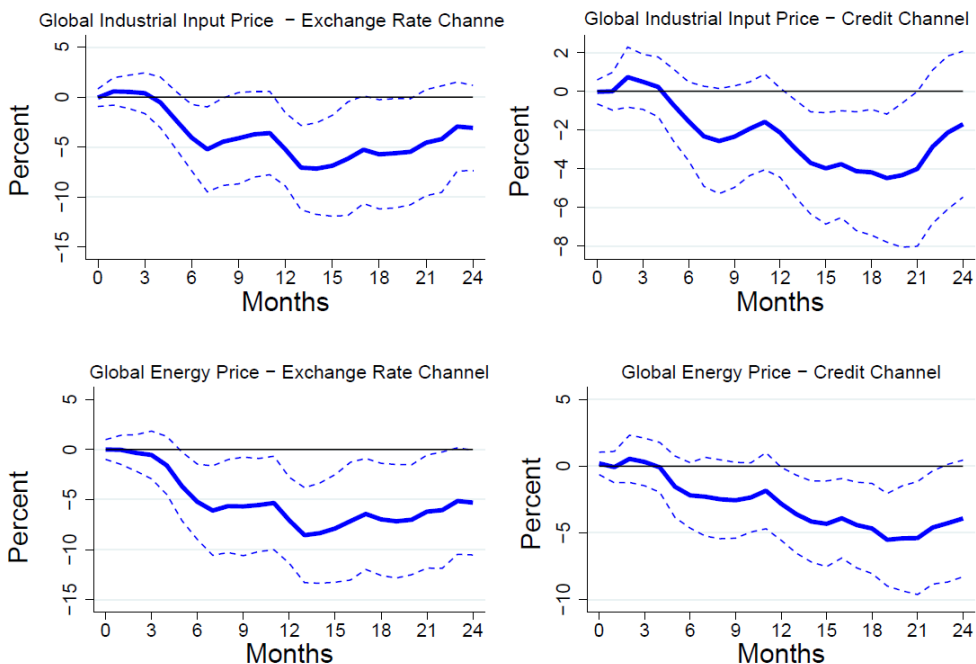 Global Industrial Input Price − Exchange Rate Channe
Percent
5
0
−5
−10
−15
0 3 6 9 12 15 18 21 24
Months
Global Industrial Input Price − Credit Channel
Percent
2
0
−2
−4
−6
−8
0 3 6 9 12 15 18 21 24
Months
Global Energy Price − Exchange Rate Channel
Percent
5
0
−5
−10
−15
0 3 6 9 12 15 18 21 24
Months
Global Energy Price − Credit Channel
Percent
5
0
−5
−10
0 3 6 9 12 15 18 21 24
Months